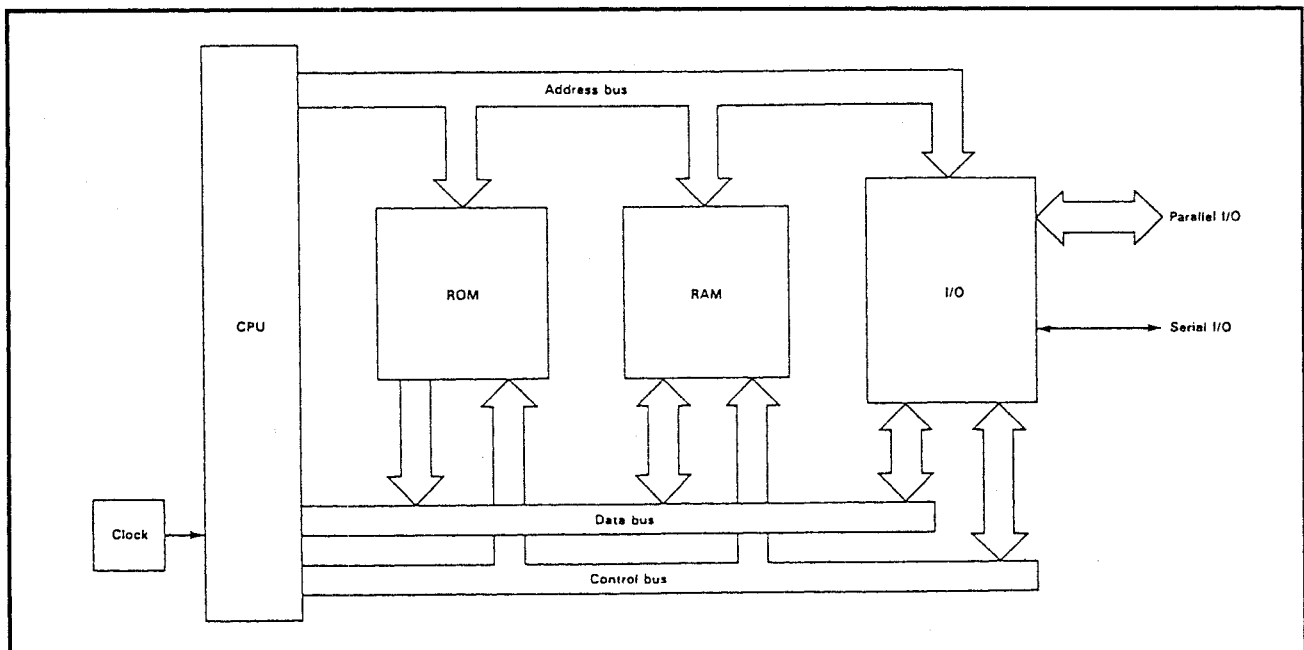 Address bus
Parallel I/O
ROM
RAM
I/O
CPU
Serial I/O
Data bus
Clock
Control bus